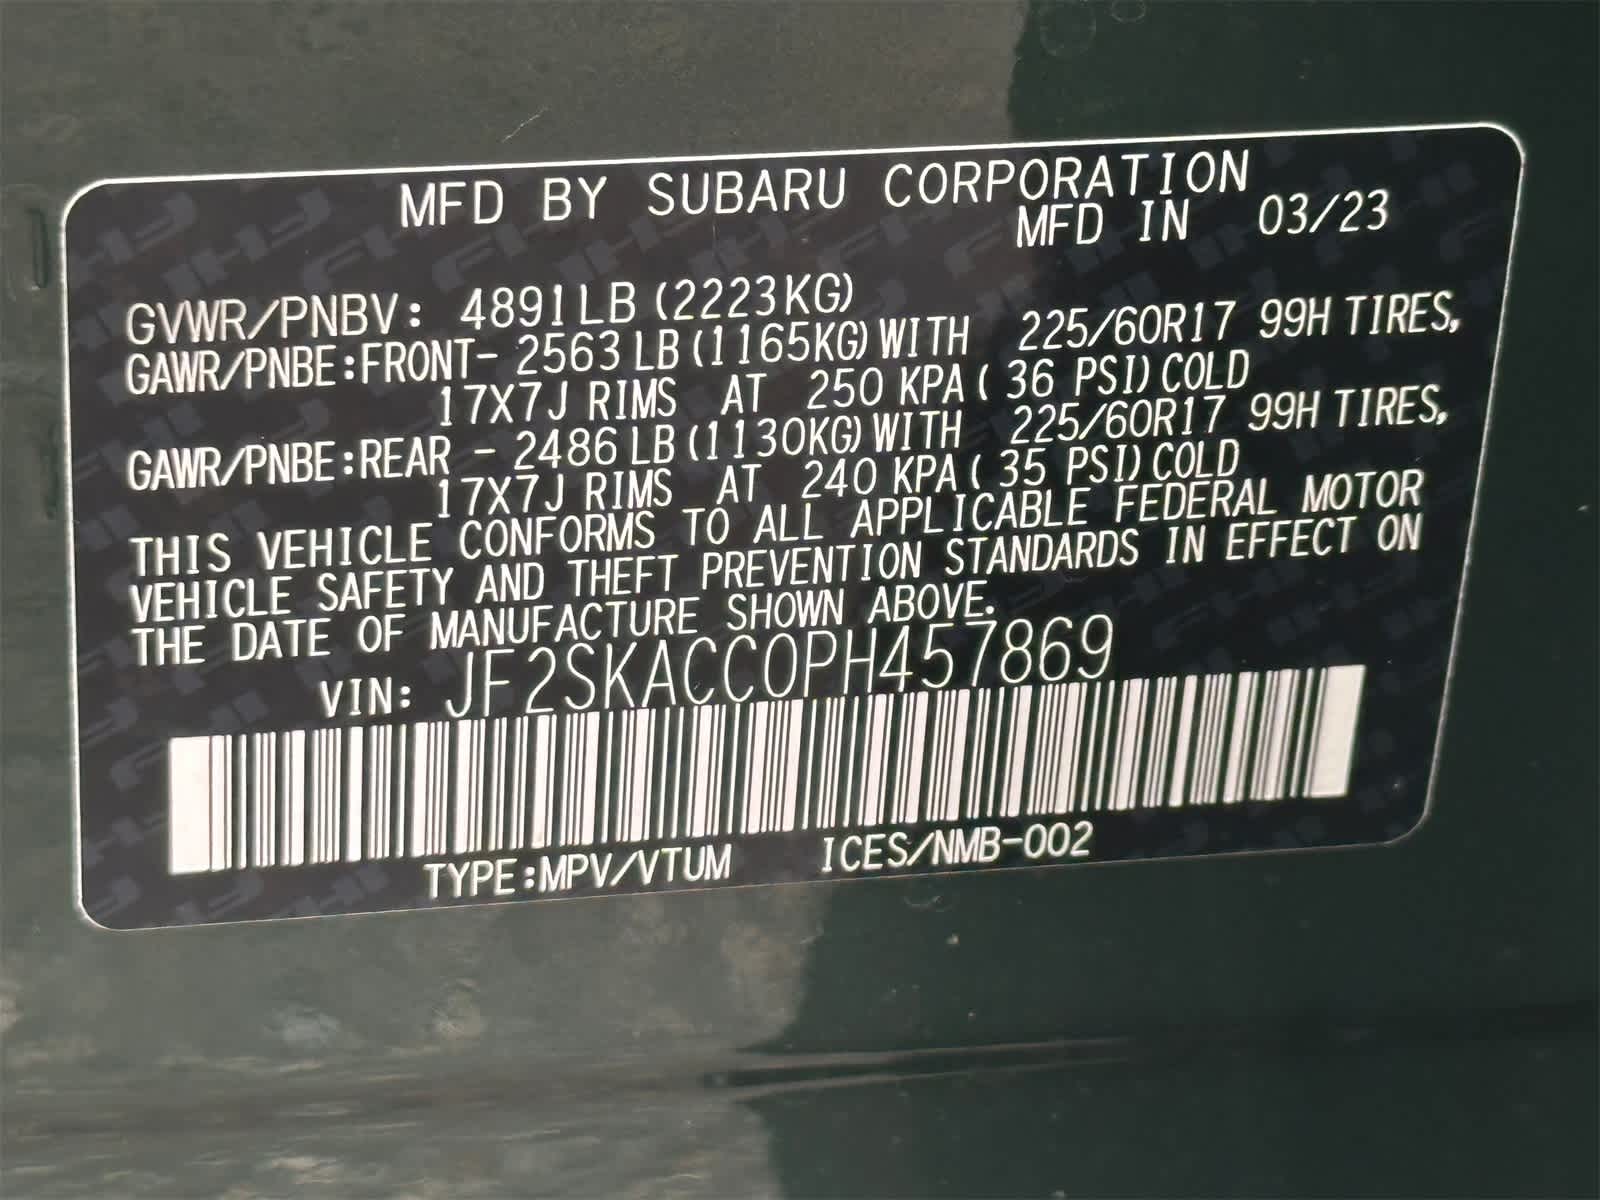 MFD BY SUBARU CORPORATION
MFD IN 03/23
GVWR/PNBV: 4891LB (2223KG)
GAWR/PNBE:FRONT- 2563 LB (1165KG) WITH 225/60R17 99H TIRES,
17X7J RIMS AT 250 KPA ( 36 PSI) COLD
GAWR/PNBE:REAR - 2486 LB (1130KG) WITH 225/60R17 99H TIRES,
17X7J RIMS AT 240 KPA ( 35 PSI) COLD
THIS VEHICLE CONFORMS TO ALL APPLICABLE FEDERAL MOTOR
VEHICLE SAFETY AND THEFT PREVENTION STANDARDS IN EFFECT ON
THE DATE OF MANUFACTURE SHOWN ABOVE.
VIN: JF2SKACC0PH457869
TYPE:MPV/VTUM ICES/NMB-002